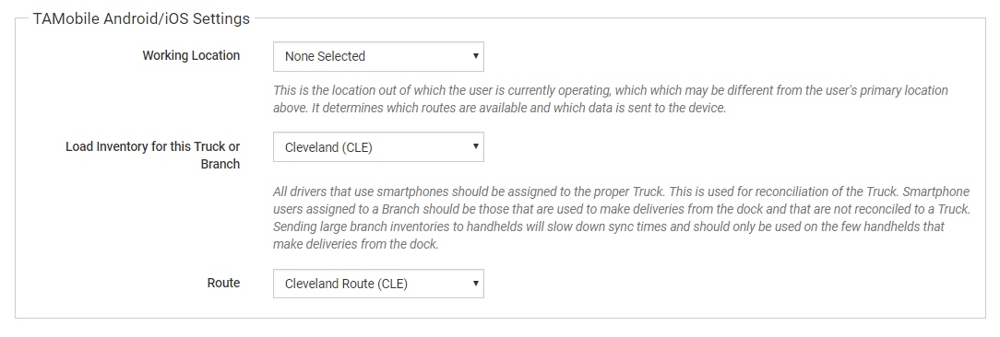 TAMobile Android/iOS Settings
Working Location
None Selected
This is the location out of which the user is currently operating, which which may be different from the user's primary location
above. It determines which routes are available and which data is sent to the device.
Load Inventory for this Truck or
Branch
Cleveland (CLE)
All drivers that use smartphones should be assigned to the proper Truck. This is used for reconciliation of the Truck. Smartphone
users assigned to a Branch should be those that are used to make deliveries from the dock and that are not reconciled to a Truck.
Sending large branch inventories to handhelds will slow down sync times and should only be used on the few handhelds that
make deliveries from the dock.
Route
Cleveland Route (CLE)